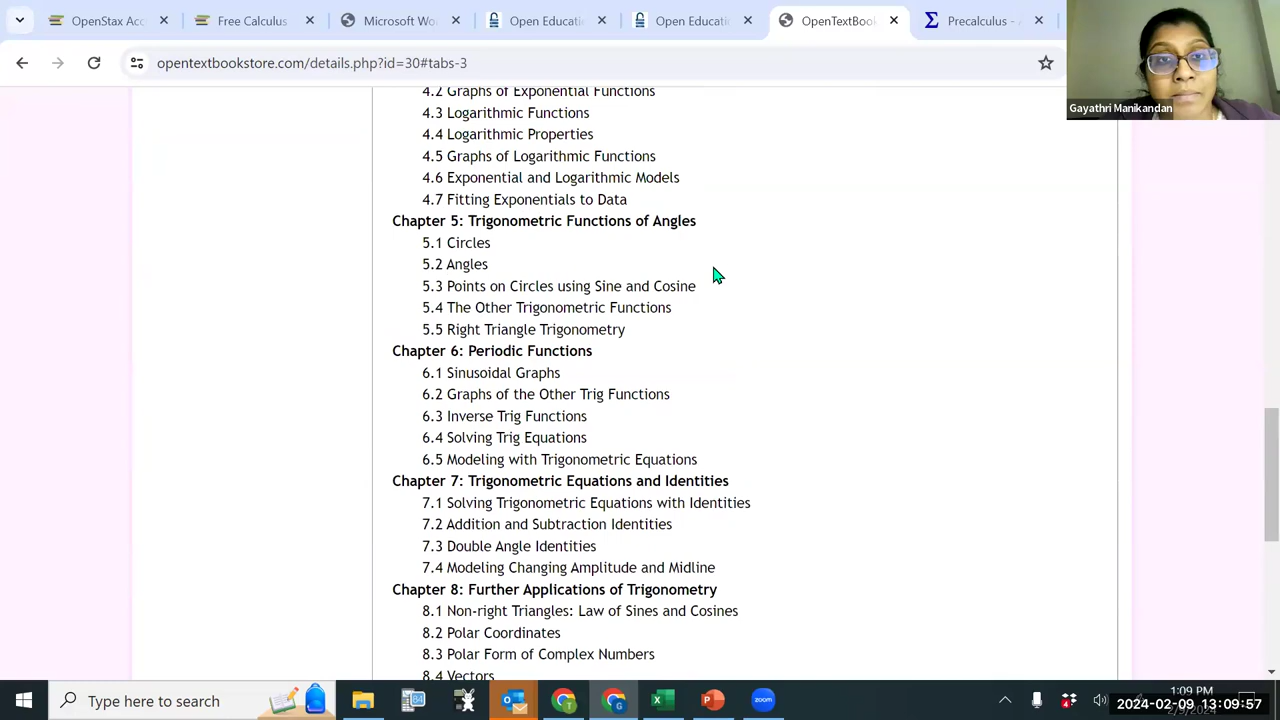 OpenStax Acc
Free Calculus
Microsoft Wo
Open Educati
Open Educati
OpenTextBoo
Precalculus - 
opentextbookstore.com/details.php?id=30#tabs-3
Gayathri Manikandan
4.2 Graphs of Exponential Functions
4.3 Logarithmic Functions
4.4 Logarithmic Properties
4.5 Graphs of Logarithmic Functions
4.6 Exponential and Logarithmic Models
4.7 Fitting Exponentials to Data
Chapter 5: Trigonometric Functions of Angles
5.1 Circles
5.2 Angles
5.3 Points on Circles using Sine and Cosine
5.4 The Other Trigonometric Functions
5.5 Right Triangle Trigonometry
Chapter 6: Periodic Functions
6.1 Sinusoidal Graphs
6.2 Graphs of the Other Trig Functions
6.3 Inverse Trig Functions
6.4 Solving Trig Equations
6.5 Modeling with Trigonometric Equations
Chapter 7: Trigonometric Equations and Identities
7.1 Solving Trigonometric Equations with Identities
7.2 Addition and Subtraction Identities
7.3 Double Angle Identities
7.4 Modeling Changing Amplitude and Midline
Chapter 8: Further Applications of Trigonometry
8.1 Non-right Triangles: Law of Sines and Cosines
8.2 Polar Coordinates
8.3 Polar Form of Complex Numbers
8.4 Vectors
Type here to search
zoom
1:09 PM
2024-02-09 13:09:57